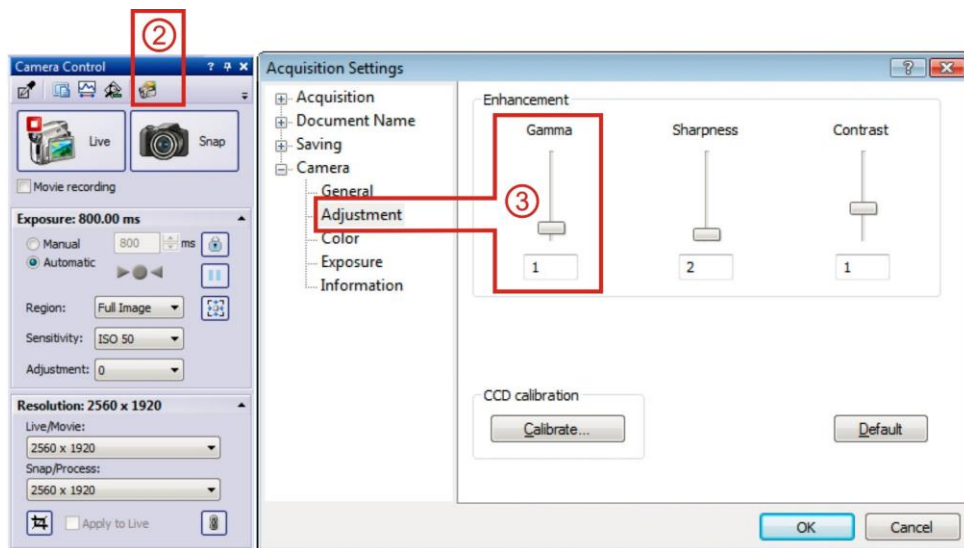 ②
Camera Control
Live
Snap
Movie recording
Exposure: 800.00 ms
Manual
800
ms
Automatic
Region:
Full Image
Sensitivity:
ISO 50
Adjustment:
0
Resolution: 2560 x 1920
Live/Movie:
2560 x 1920
Snap/Process:
2560 x 1920
Apply to Live
Acquisition Settings
Acquisition
Document Name
Saving
Camera
General
Adjustment
Color
Exposure
Information
③
Enhancement
Gamma
Sharpness
Contrast
1
2
1
CCD calibration
Calibrate...
Default
OK
Cancel